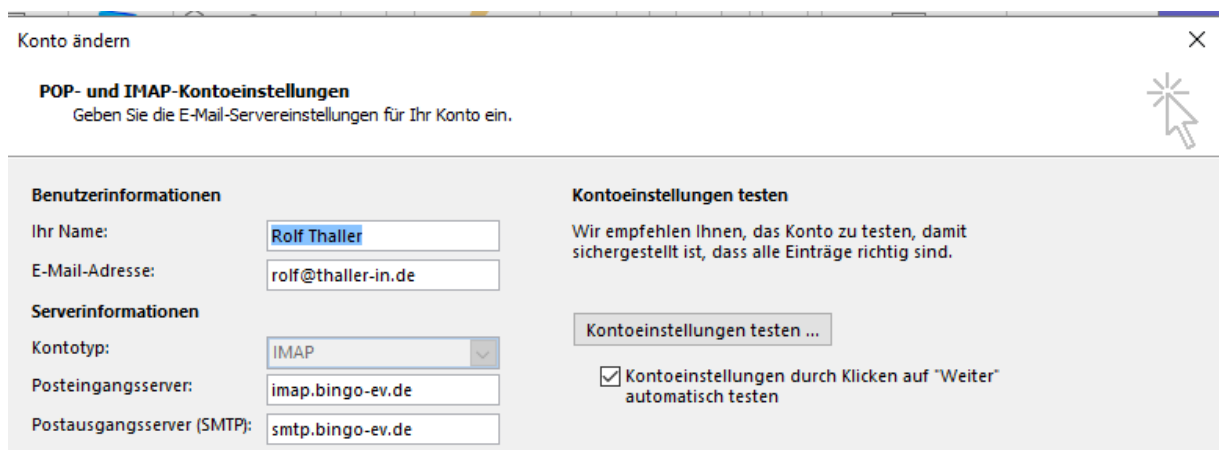 Konto ändern
POP- und IMAP-Kontoeinstellungen
Geben Sie die E-Mail-Servereinstellungen für Ihr Konto ein.
Benutzerinformationen
Ihr Name:
Rolf Thaller
E-Mail-Adresse:
rolf@thaller-in.de
Serverinformationen
Kontotyp:
IMAP
Posteingangsserver:
imap.bingo-ev.de
Postausgangsserver (SMTP):
smtp.bingo-ev.de
Kontoeinstellungen testen
Wir empfehlen Ihnen, das Konto zu testen, damit
sichergestellt ist, dass alle Einträge richtig sind.
Kontoeinstellungen testen ...
Kontoeinstellungen durch Klicken auf "Weiter"
automatisch testen